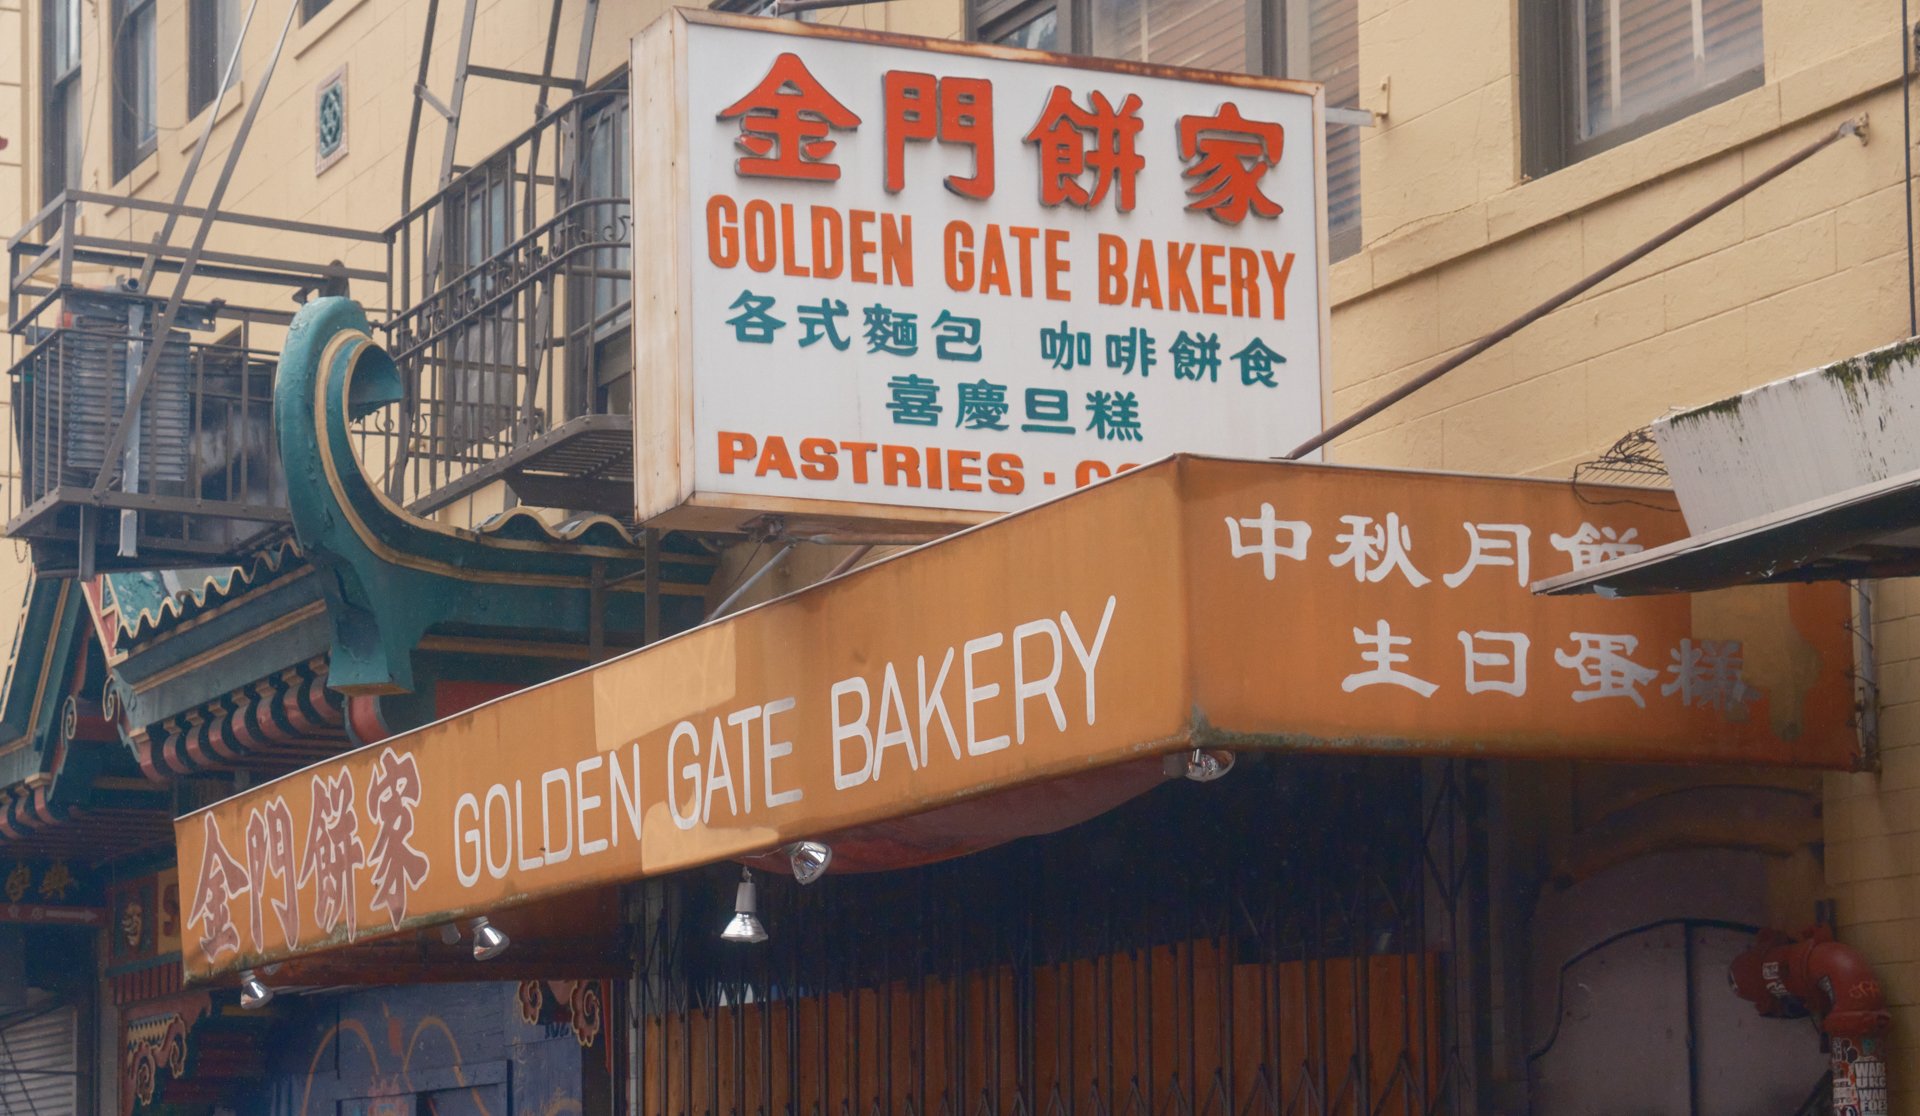 金門餅家
GOLDEN GATE BAKERY
各式麵包 咖啡餅食
喜慶旦糕
PASTRIES ·
金門餅家 GOLDEN GATE BAKERY
中秋月餅
生日蛋糕